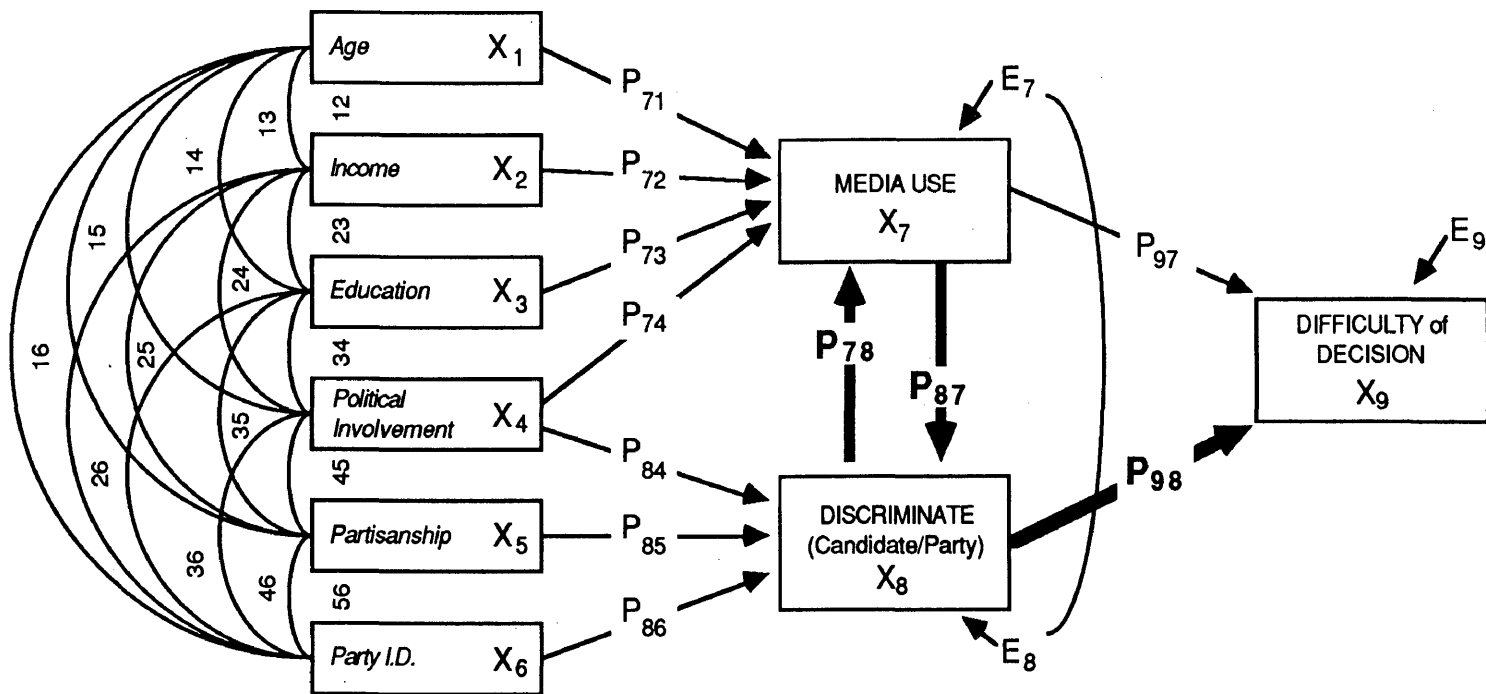 Age X1
Income X2
Education X3
Political
Involvement X4
Partisanship X5
Party I.D. X6
12
13
14
15
16
23
24
25
26
34
35
36
45
46
56
P71
P72
P73
P74
P84
P85
P86
E7
MEDIA USE
X7
P78
P87
DISCRIMINATE
(Candidate/Party)
X8
E8
P97
P98
E9
DIFFICULTY of
DECISION
X9